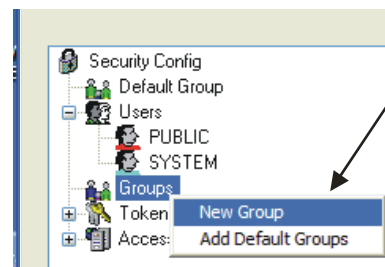 Security Config
Default Group
Users
PUBLIC
SYSTEM
Groups
Token
New Group
Acces
Add Default Groups